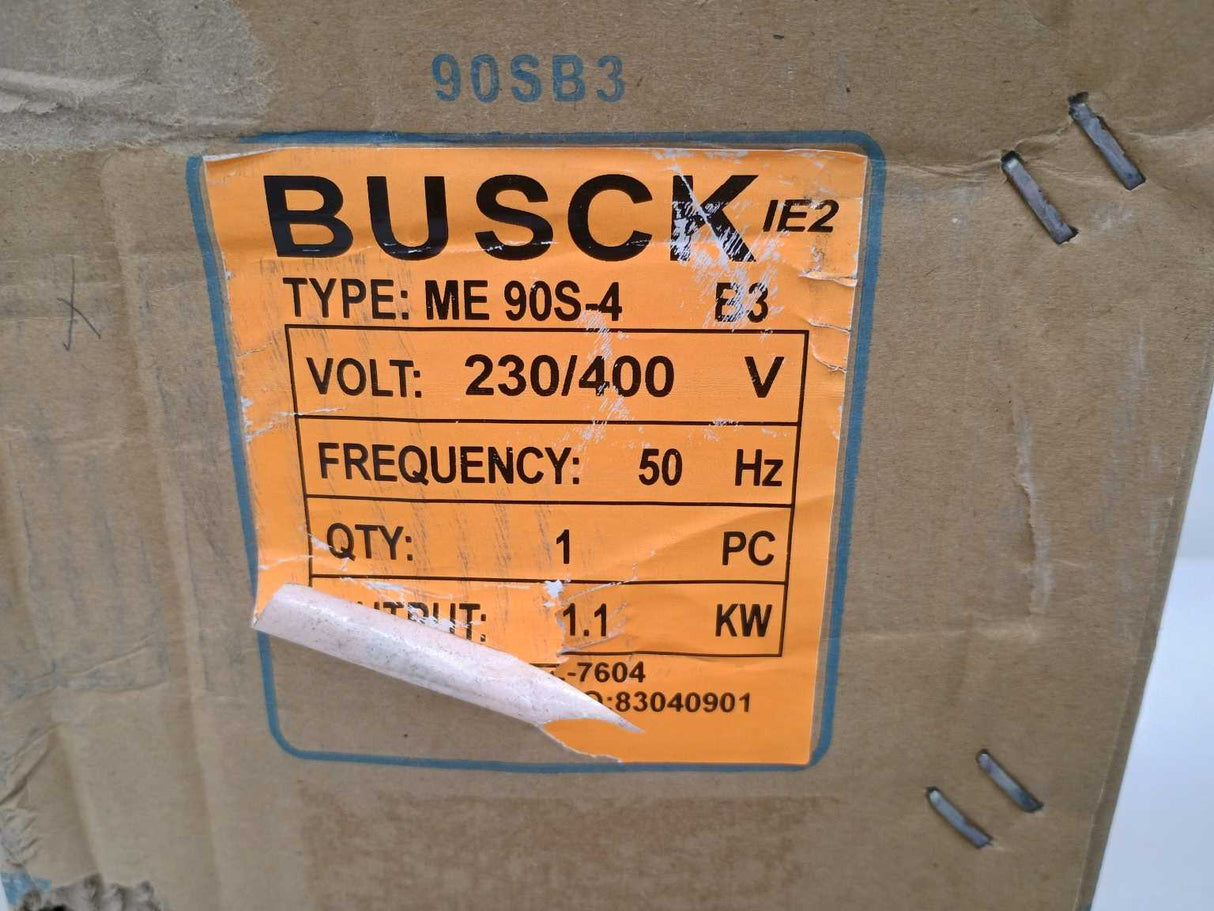 90SB3
BUSCK IE2
TYPE: ME 90S-4 B3
VOLT: 230/400 V
FREQUENCY: 50 Hz
QTY: 1 PC
OUTPUT: 1.1 KW
-7604
:83040901